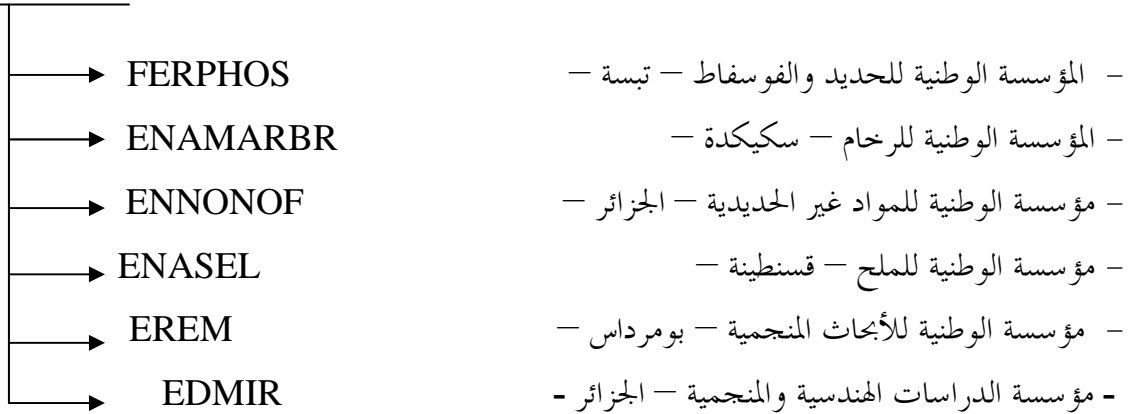 FERPHOS – المؤسسة الوطنية للحديد والفوسفاط – تبسة –
ENAMARBR – المؤسسة الوطنية للرخام – سكيكدة –
ENNONOF – مؤسسة الوطنية للمواد غير الحديدية – الجزائر –
ENASEL – مؤسسة الوطنية للملح – قسنطينة –
EREM – مؤسسة الوطنية للأبحاث المنجمية – بومرداس –
EDMIR - مؤسسة الدراسات الهندسية والمنجمية – الجزائر -